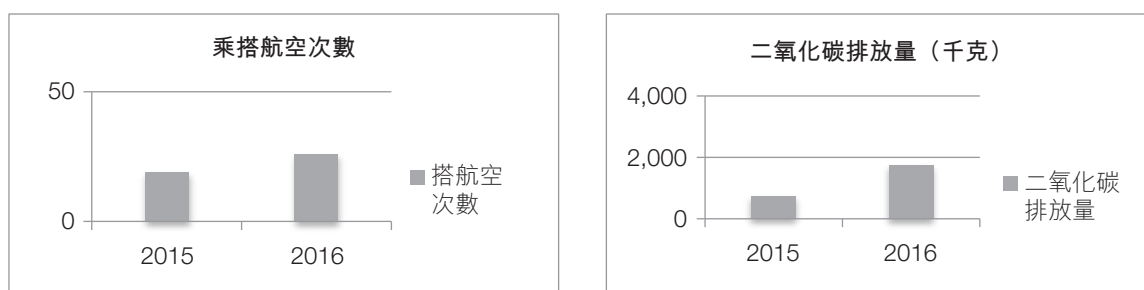 乘搭航空次數
50
0
2015
2016
搭航空
次數
二氧化碳排放量（千克）
4,000
2,000
0
2015
2016
二氧化碳
排放量